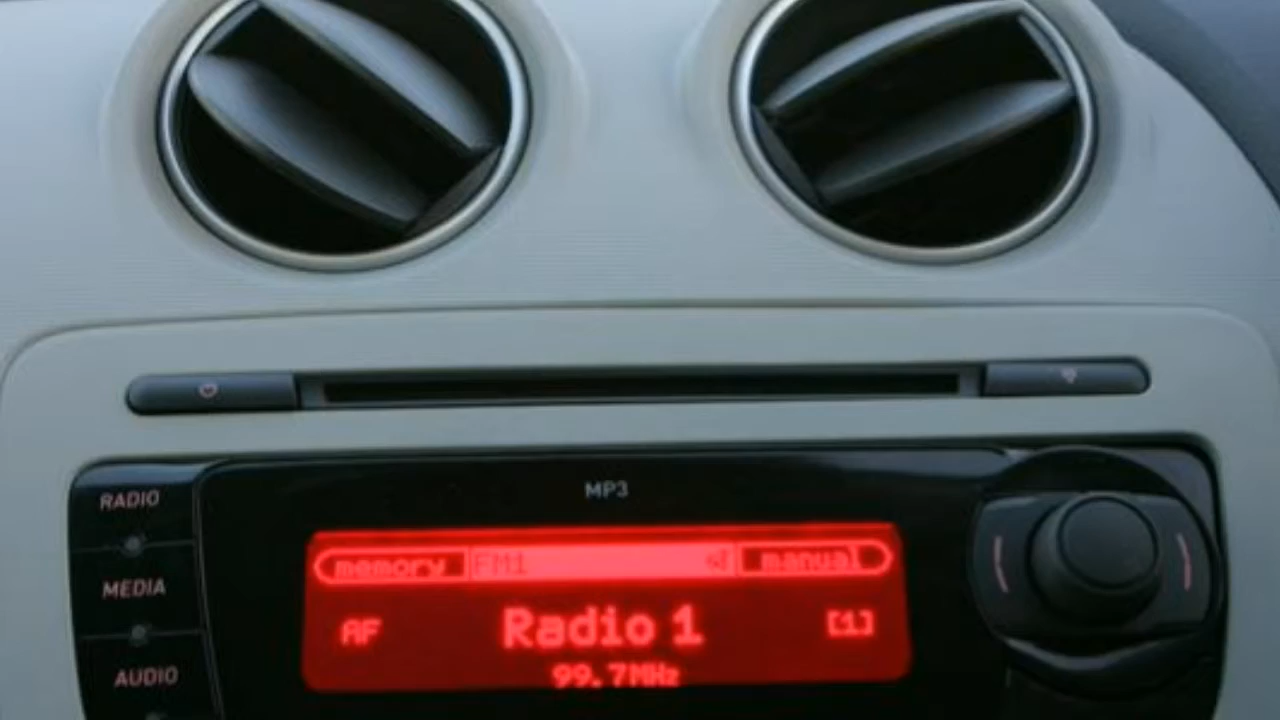 MP3
RADIO
MEDIA
AUDIO
memory FM1 manual
AF Radio 1 [1]
99.7MHz